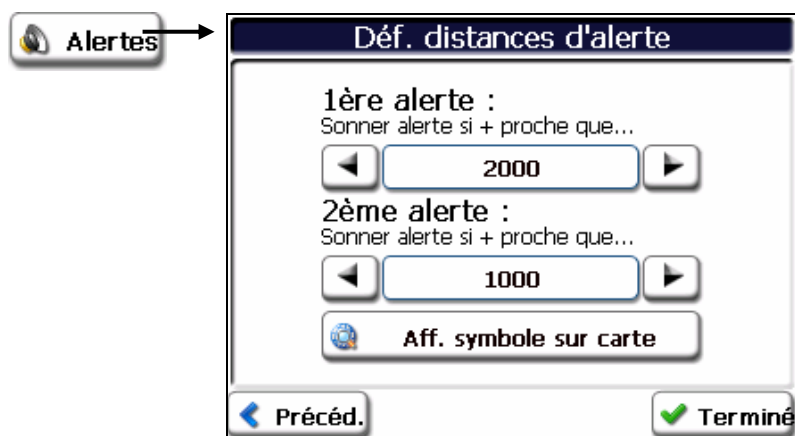 Alertes
Déf. distances d'alerte
1ère alerte :
Sonner alerte si + proche que...
2000
2ème alerte :
Sonner alerte si + proche que...
1000
Aff. symbole sur carte
Précéd.
Terminé